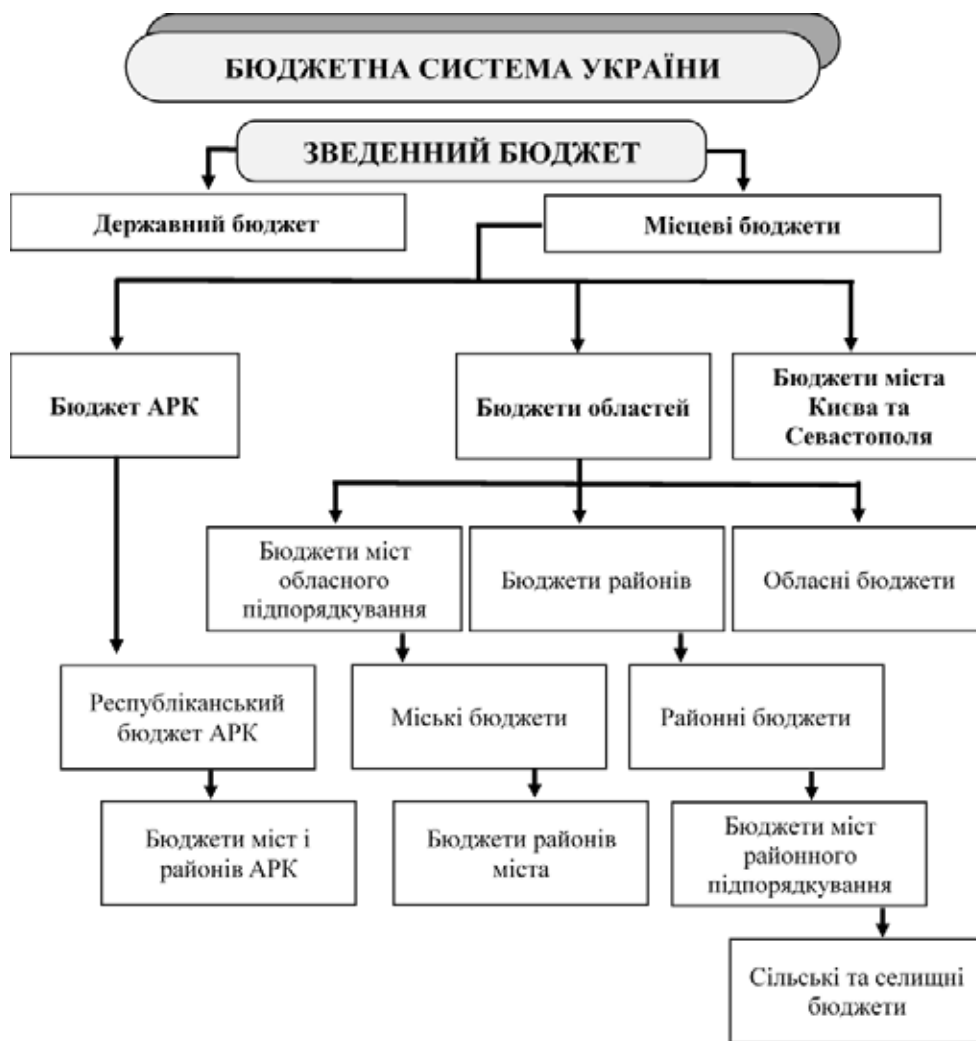 БЮДЖЕТНА СИСТЕМА УКРАЇНИ
ЗВЕДЕННИЙ БЮДЖЕТ
Державний бюджет
Місцеві бюджети
Бюджет АРК
Бюджети областей
Бюджети міста
Києва та
Севастополя
Бюджети міст
обласного
підпорядкування
Бюджети районів
Обласні бюджети
Республіканський
бюджет АРК
Міські бюджети
Районні бюджети
Бюджети міст і
районів АРК
Бюджети районів
міста
Бюджети міст
районного
підпорядкування
Сільські та селищні
бюджети